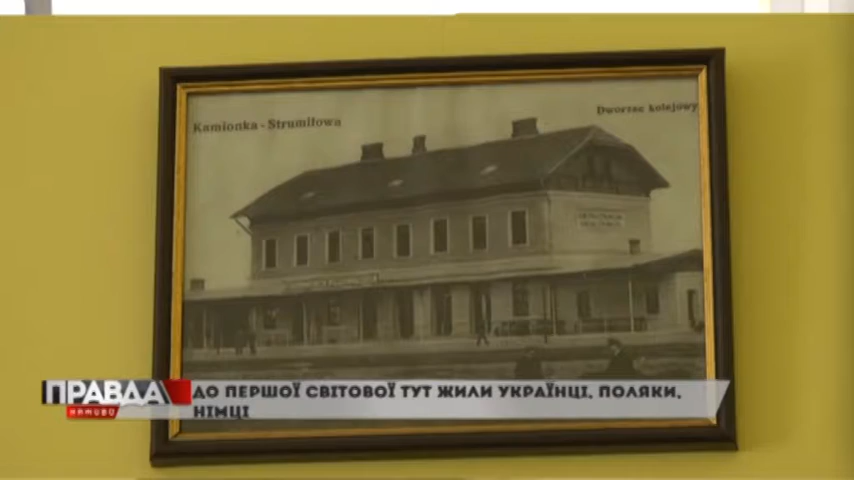 Kamionka - Strumiłowa
Dworzec kolejowy
ПРАВДА
НАЖИВО
ДО ПЕРШОЇ СВІТОВОЇ ТУТ ЖИЛИ УКРАЇНЦІ, ПОЛЯКИ,
НІМЦІ